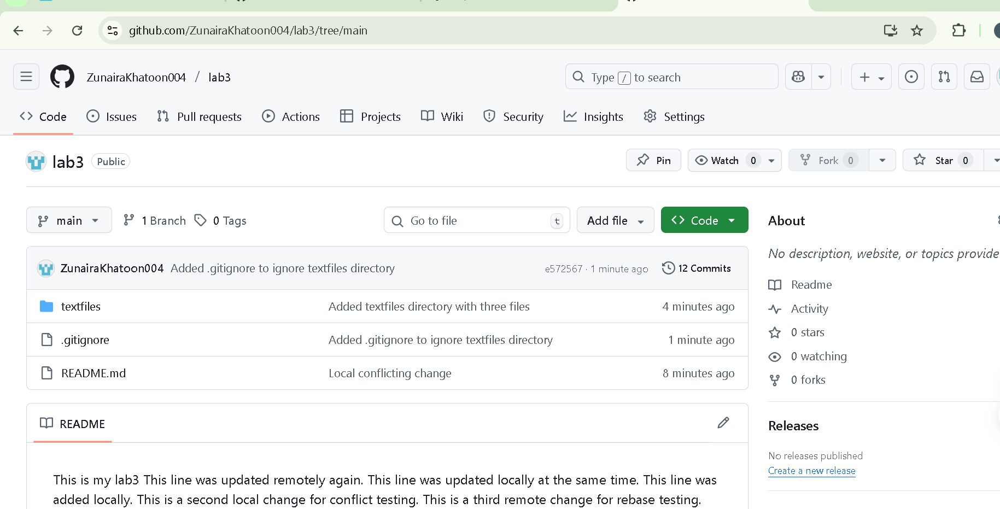 github.com/ZunairaKhatoon004/lab3/tree/main
ZunairaKhatoon004 / lab3
Type / to search
Code Issues Pull requests Actions Projects Wiki Security Insights Settings
lab3 Public
Pin Watch 0 Fork 0 Star 0
main 1 Branch 0 Tags
Go to file t Add file Code
About
ZunairaKhatoon004 Added .gitignore to ignore textfiles directory e572567 · 1 minute ago 12 Commits
No description, website, or topics provide
textfiles Added textfiles directory with three files 4 minutes ago
.gitignore Added .gitignore to ignore textfiles directory 1 minute ago
README.md Local conflicting change 8 minutes ago
Readme
Activity
0 stars
0 watching
0 forks
README
This is my lab3 This line was updated remotely again. This line was updated locally at the same time. This line was
added locally. This is a second local change for conflict testing. This is a third remote change for rebase testing.
Releases
No releases published
Create a new release